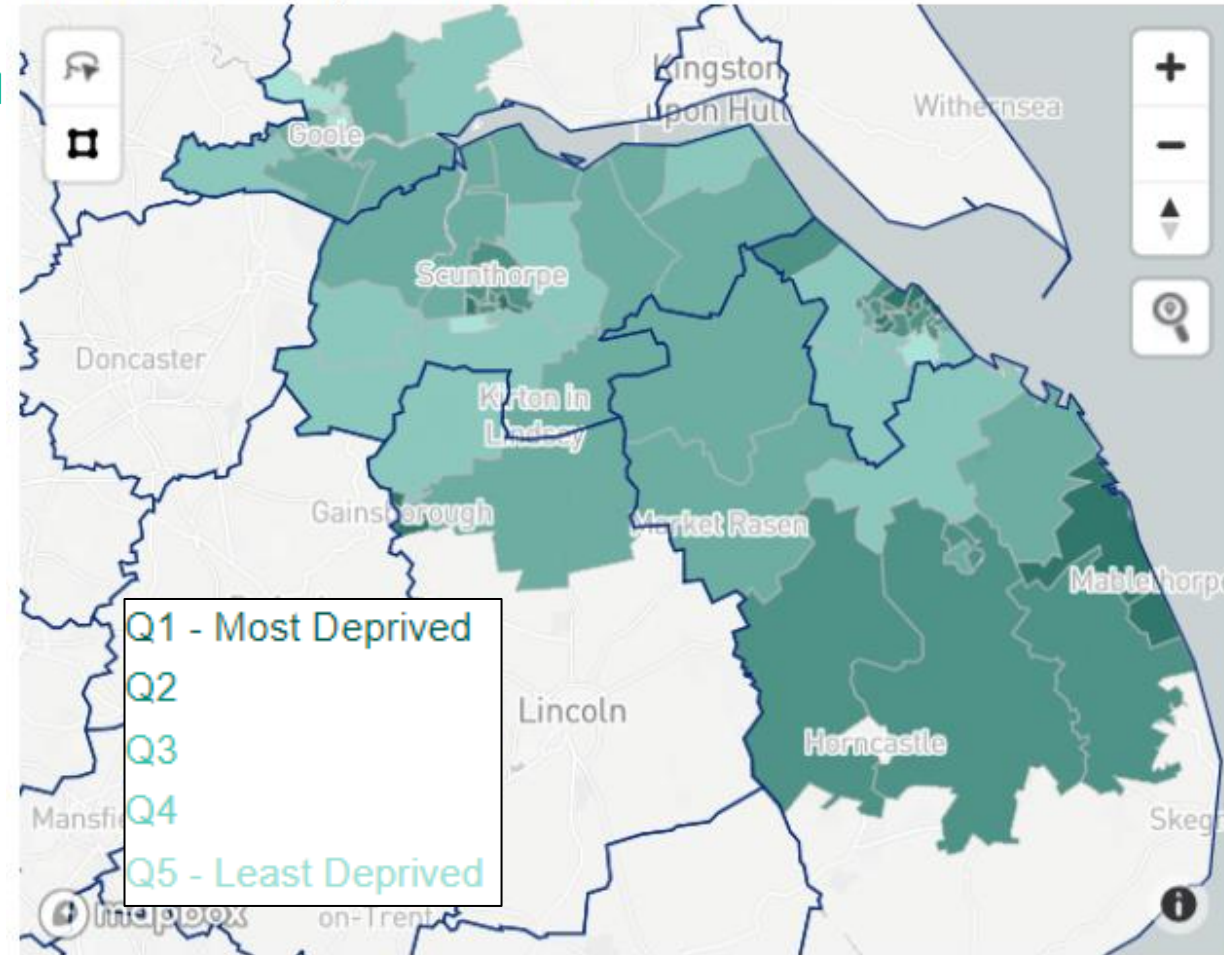 Kingston
upon Hull
Withernsea
Goole
Scunthorpe
Doncaster
Kirton in
Lindsey
Gainsborough
Market Rasen
Mablethorpe
Q1 - Most Deprived
Q2
Q3
Q4
Q5 - Least Deprived
Lincoln
Horncastle
Mansfi
Skegn
mapbox
on-Trent